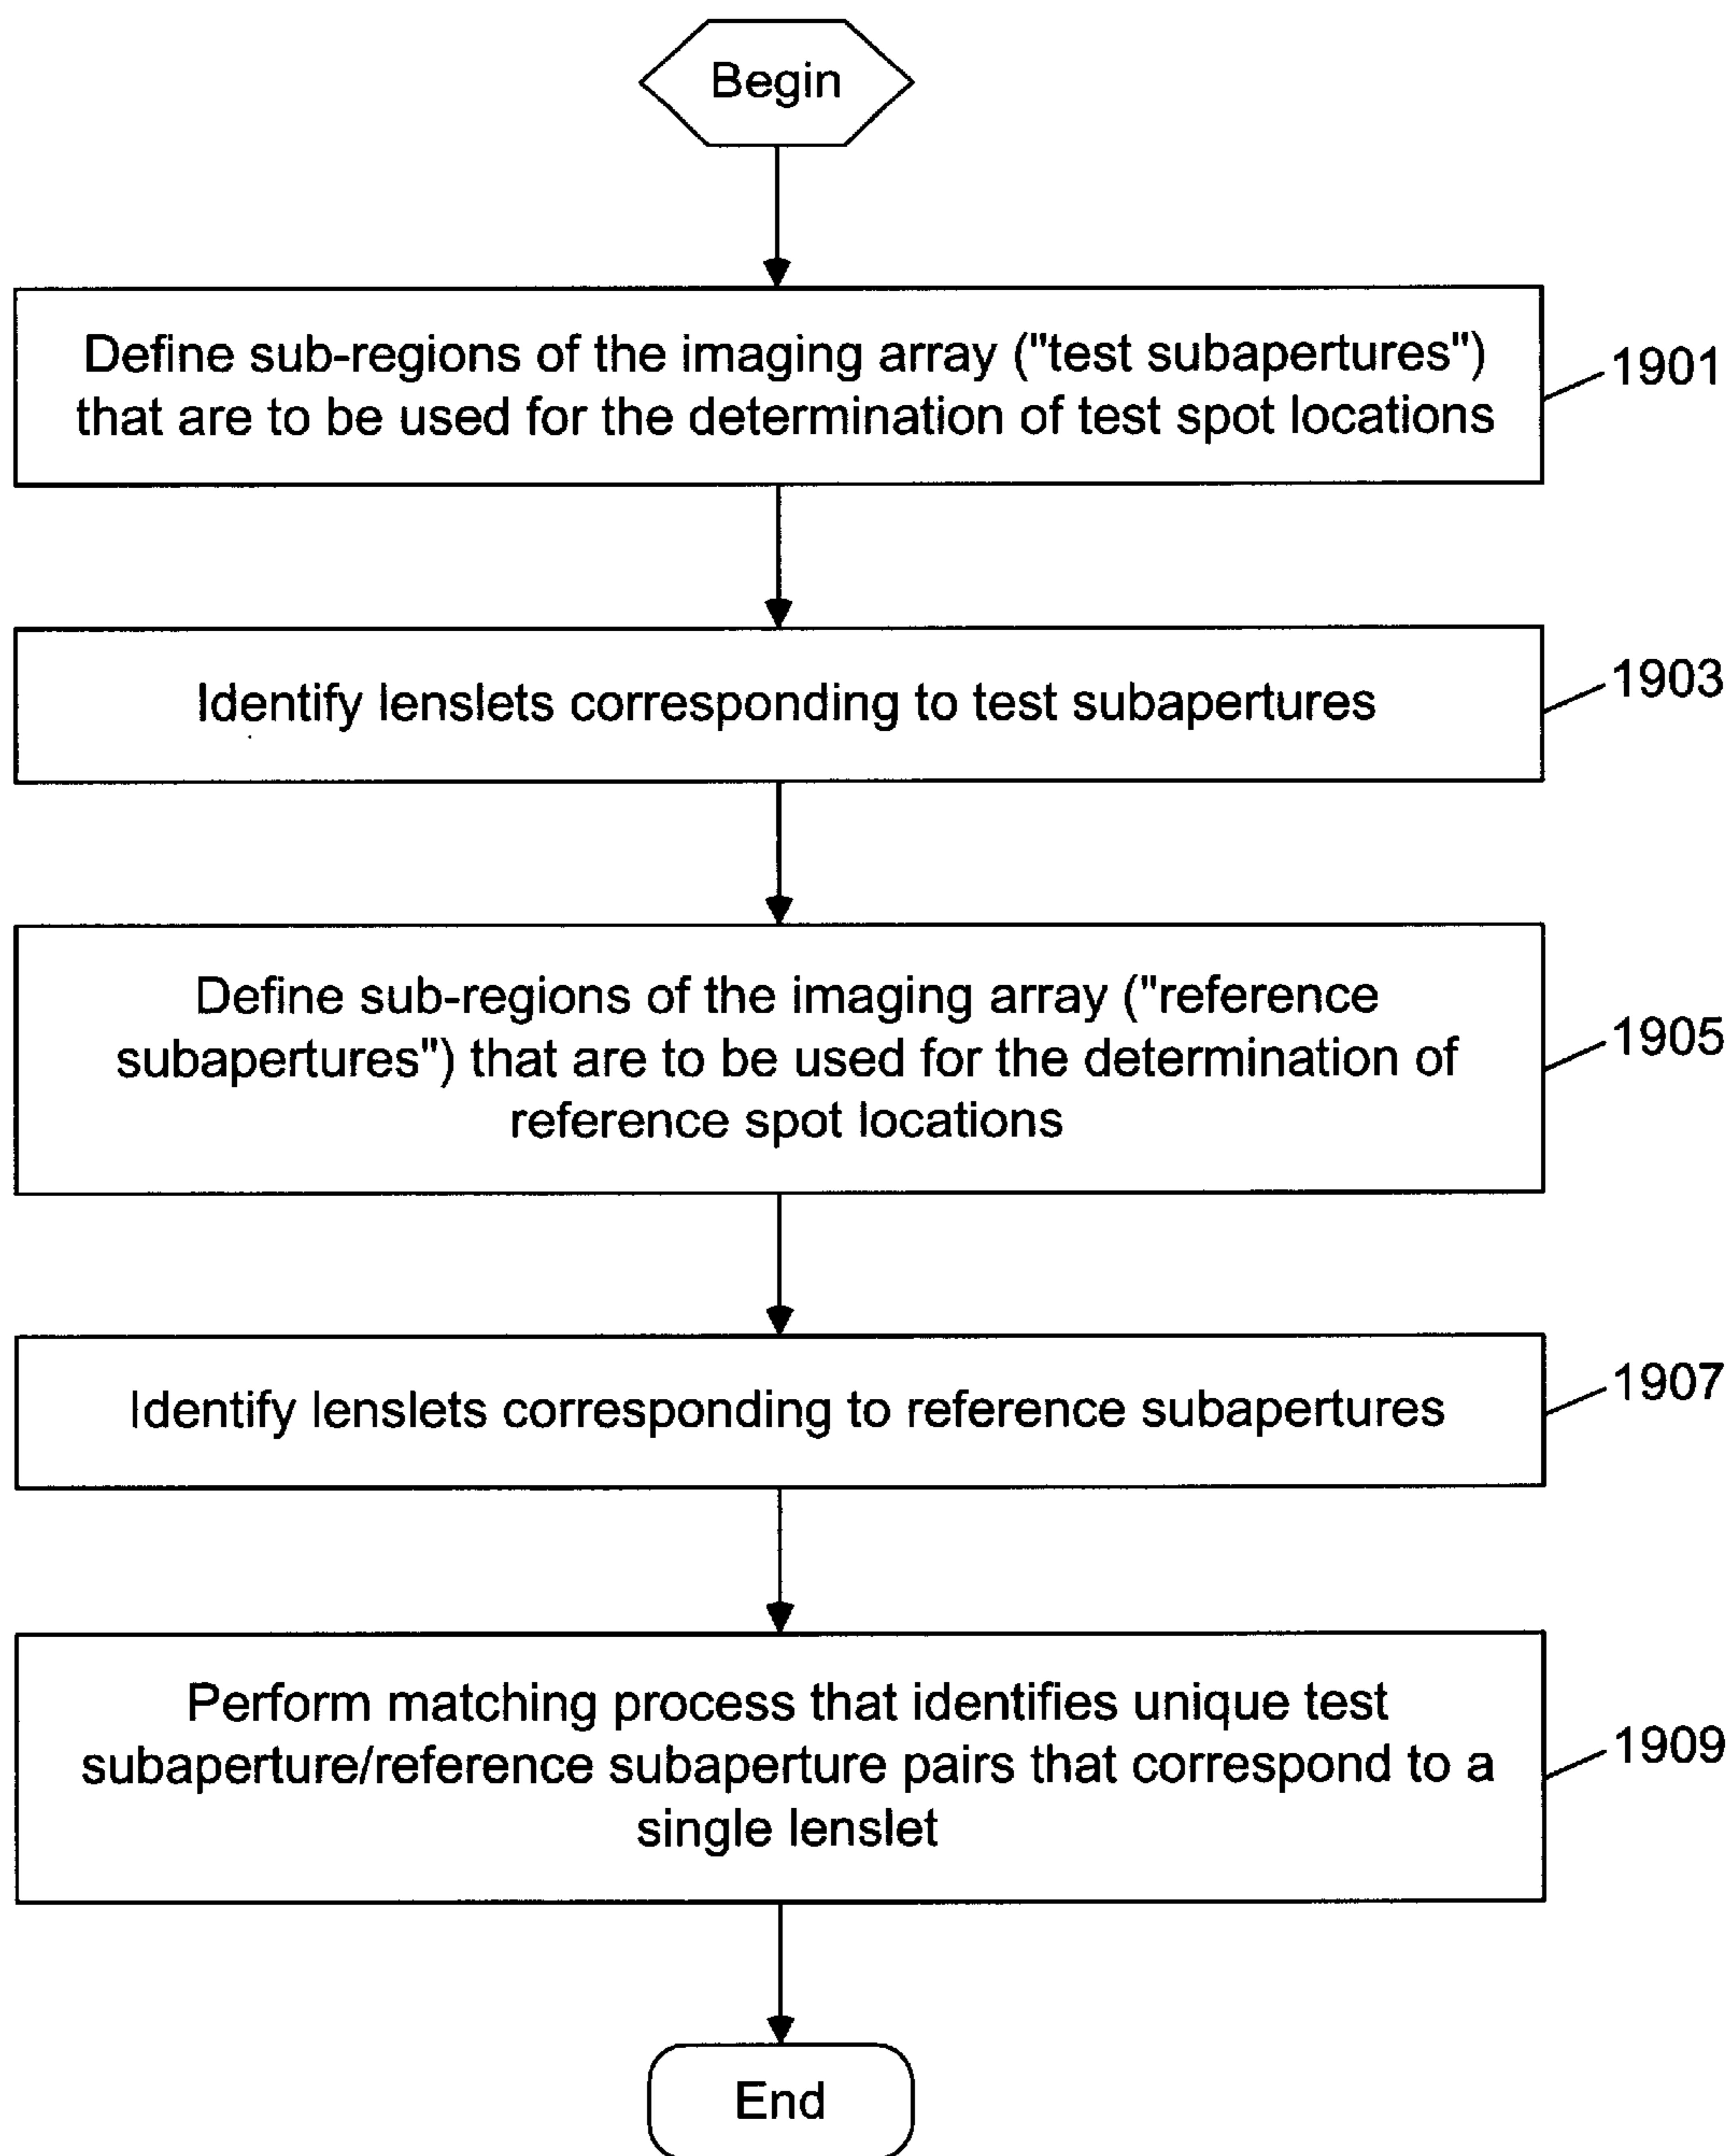 Begin
Define sub-regions of the imaging array ("test subapertures")
that are to be used for the determination of test spot locations
1901
Identify lenslets corresponding to test subapertures
1903
Define sub-regions of the imaging array ("reference
subapertures") that are to be used for the determination of
reference spot locations
1905
Identify lenslets corresponding to reference subapertures
1907
Perform matching process that identifies unique test
subaperture/reference subaperture pairs that correspond to a
single lenslet
1909
End